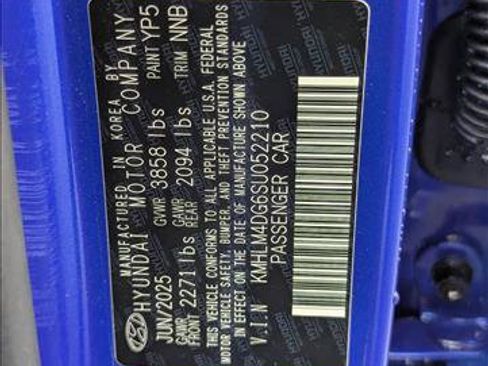 MANUFACTURED IN KOREA BY
HYUNDAI MOTOR COMPANY
JUN/2025 GVWR 3858 lbs PAINT YP5
GAWR FRONT 2271 lbs GAWR REAR 2094 lbs TRIM NNB
THIS VEHICLE CONFORMS TO ALL APPLICABLE U.S.A. FEDERAL
MOTOR VEHICLE SAFETY, BUMPER, AND THEFT PREVENTION STANDARDS
IN EFFECT ON THE DATE OF MANUFACTURE SHOWN ABOVE
V.I.N KMHLM4DG6SU052210
PASSENGER CAR